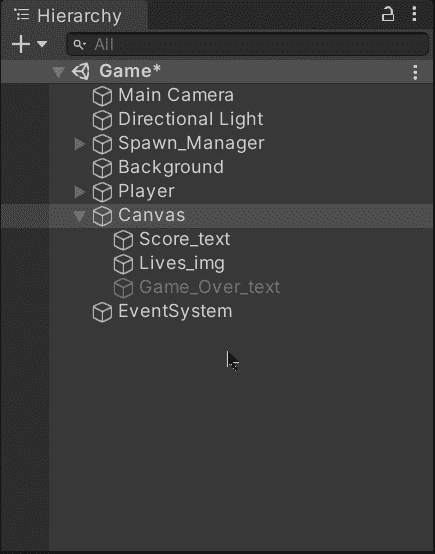 Hierarchy
All
Game*
Main Camera
Directional Light
Spawn_Manager
Background
Player
Canvas
Score_text
Lives_img
Game_Over_text
EventSystem